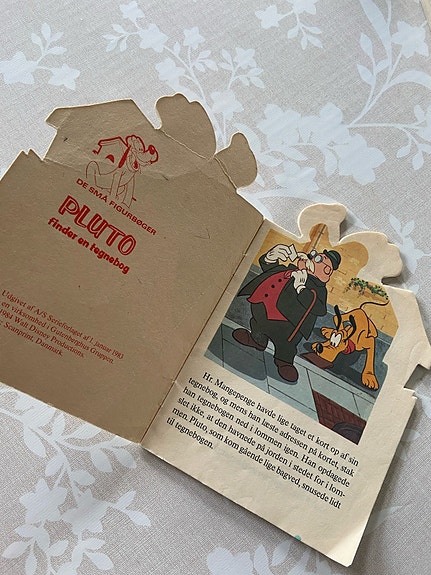 DE SMÅ FIGURBØGER
PLUTO
finder en tegnebog
Udgivet af A/S Serieforlaget af 1. januar 1983
en virksomhed i Gutenberghus Gruppen.
1984 Walt Disney Productions.
Scanprint, Danmark.
Hr. Mangepenge havde lige taget et kort op af sin
tegnebog, og mens han læste adressen på kortet, stak
han tegnebogen ned i lommen igen. Han opdagede
slet ikke, at den havnede på jorden i stedet for i lom-
men. Pluto, som kom gående lige bagved, snusede lidt
til tegnebogen.